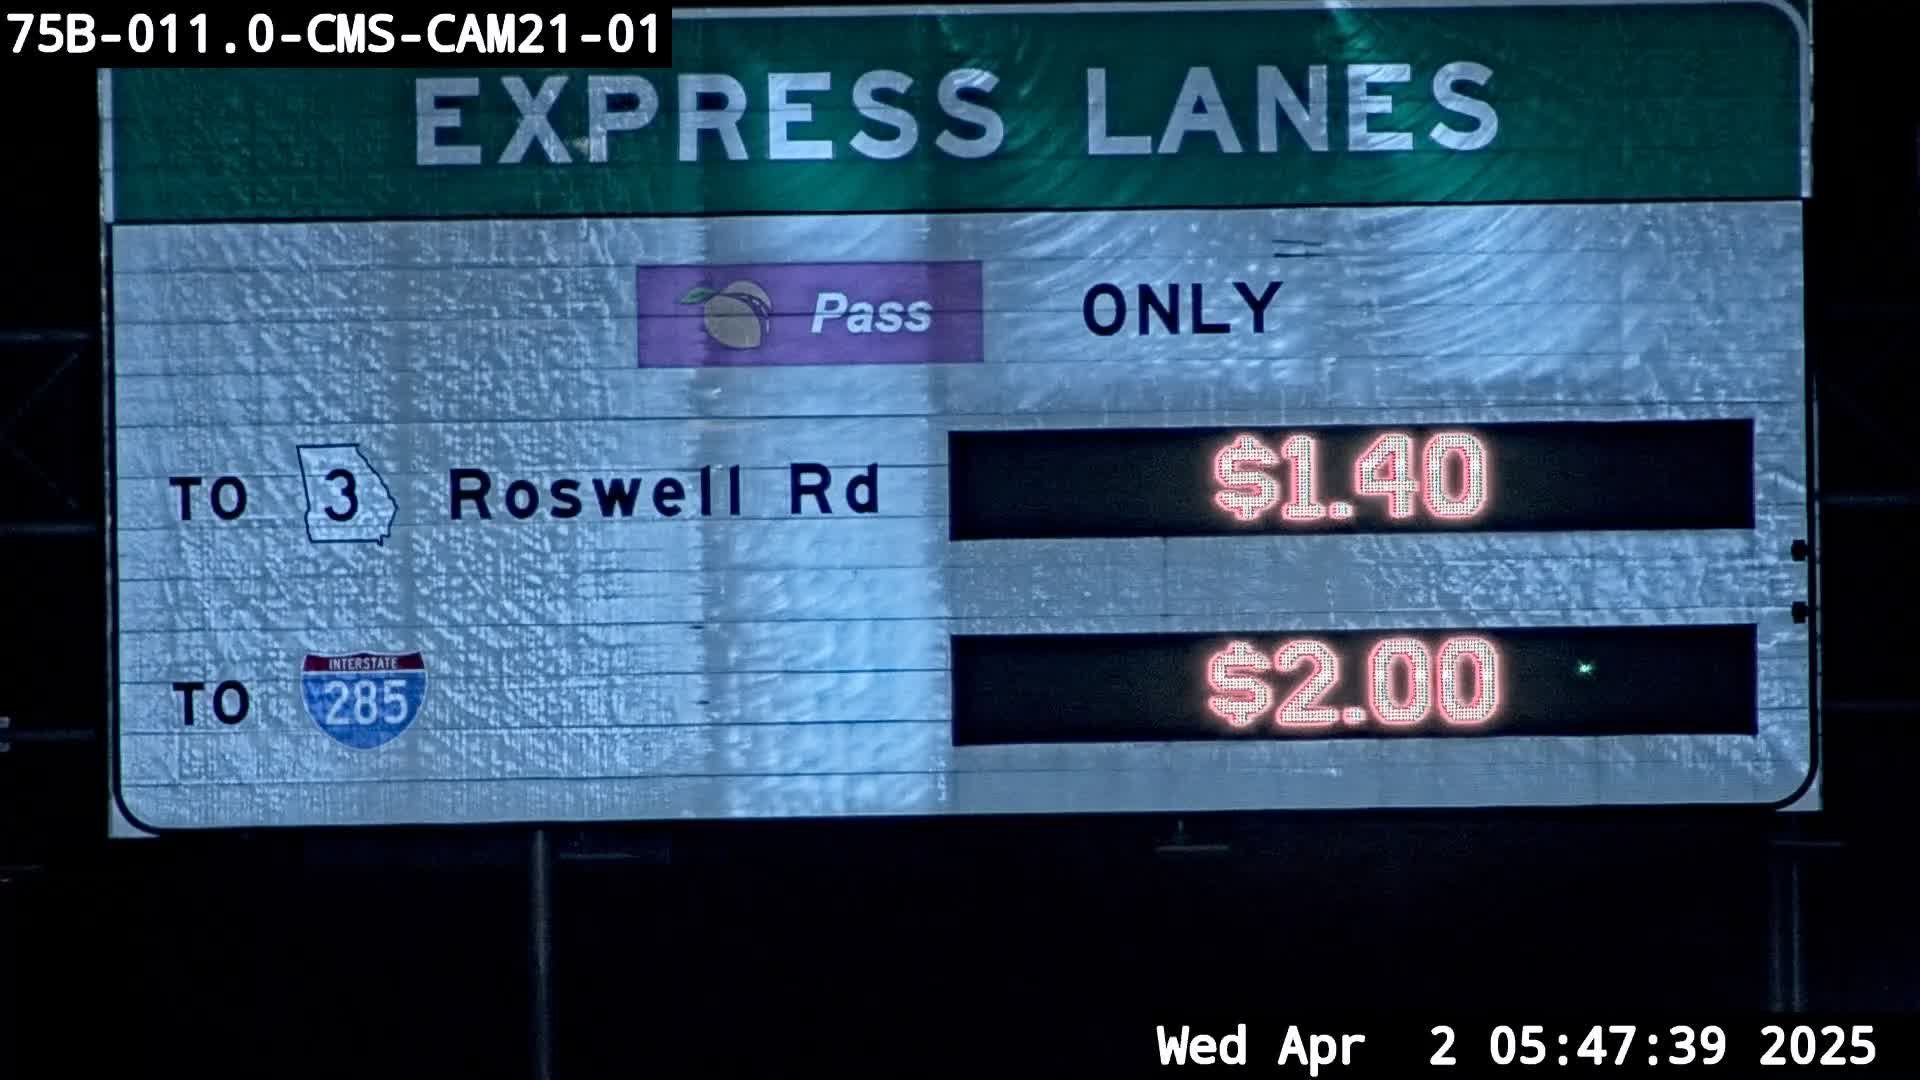 75B-011.0-CMS-CAM21-01
EXPRESS LANES
Pass ONLY
TO 3 Roswell Rd $1.40
INTERSTATE
TO 285 $2.00
Wed Apr 2 05:47:39 2025